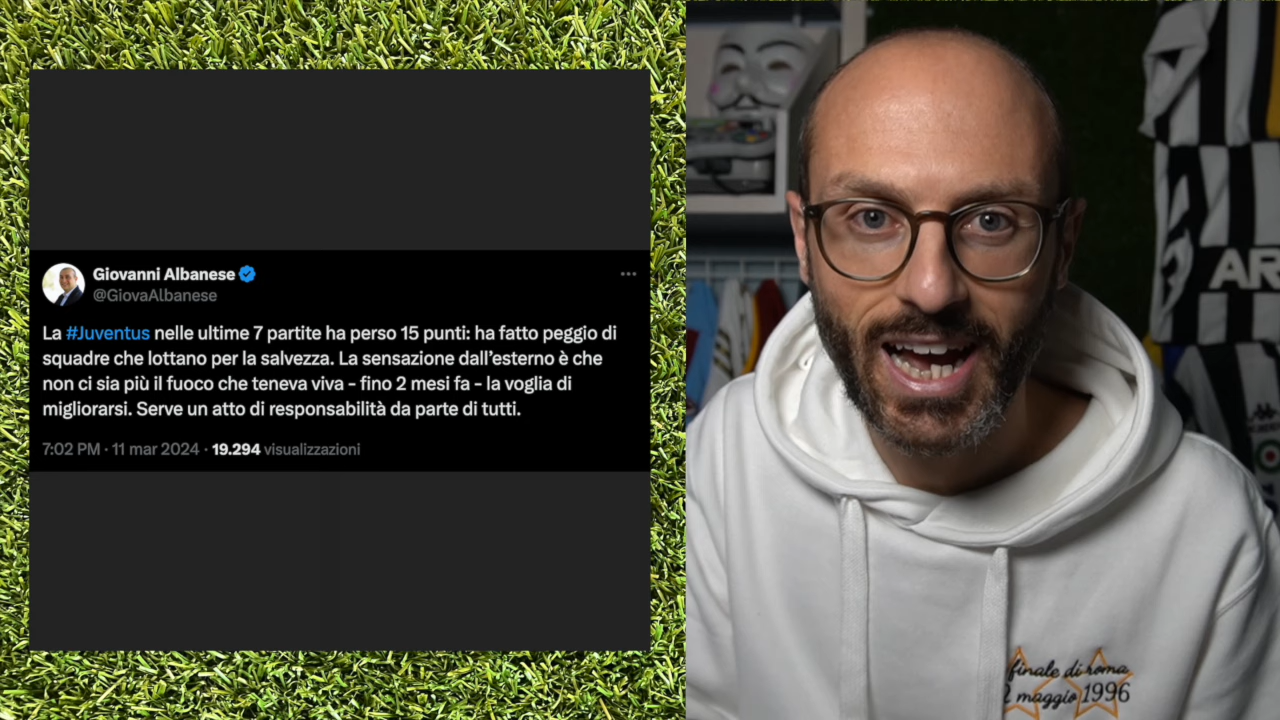 Giovanni Albanese
@GiovaAlbanese
La #Juventus nelle ultime 7 partite ha perso 15 punti: ha fatto peggio di
squadre che lottano per la salvezza. La sensazione dall'esterno è che
non ci sia più il fuoco che teneva viva - fino 2 mesi fa - la voglia di
migliorarsi. Serve un atto di responsabilità da parte di tutti.
7:02 PM · 11 mar 2024 · 19.294 visualizzazioni
AR
finale di roma
maggio 1996